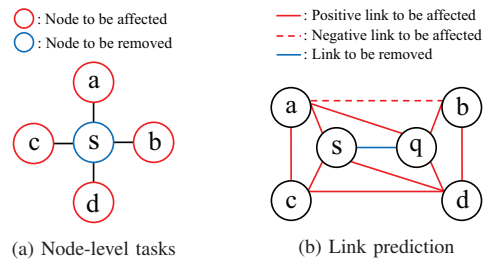 : Node to be affected
: Node to be removed
a
c s b
d
(a) Node-level tasks
: Positive link to be affected
: Negative link to be affected
: Link to be removed
a b
s q
c d
(b) Link prediction